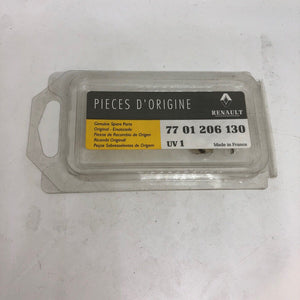 PIECES D'ORIGINE
RENAULT
Genuine Spare Parts
Original - Ersatzteile
Piezas de Recambio de Origen
Ricambi Originali
Peças Sobresselentes de Origem
77 01 206 130
UV 1
Made in France